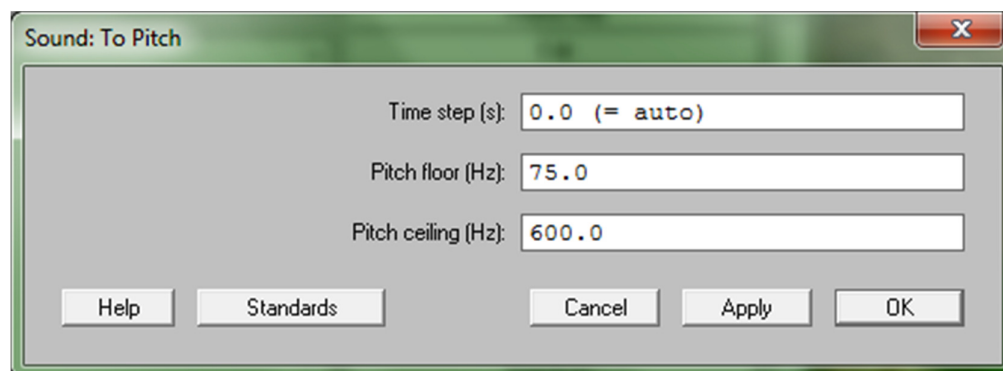 Sound: To Pitch
Time step (s): 0.0 (= auto)
Pitch floor (Hz): 75.0
Pitch ceiling (Hz): 600.0
Help Standards Cancel Apply OK